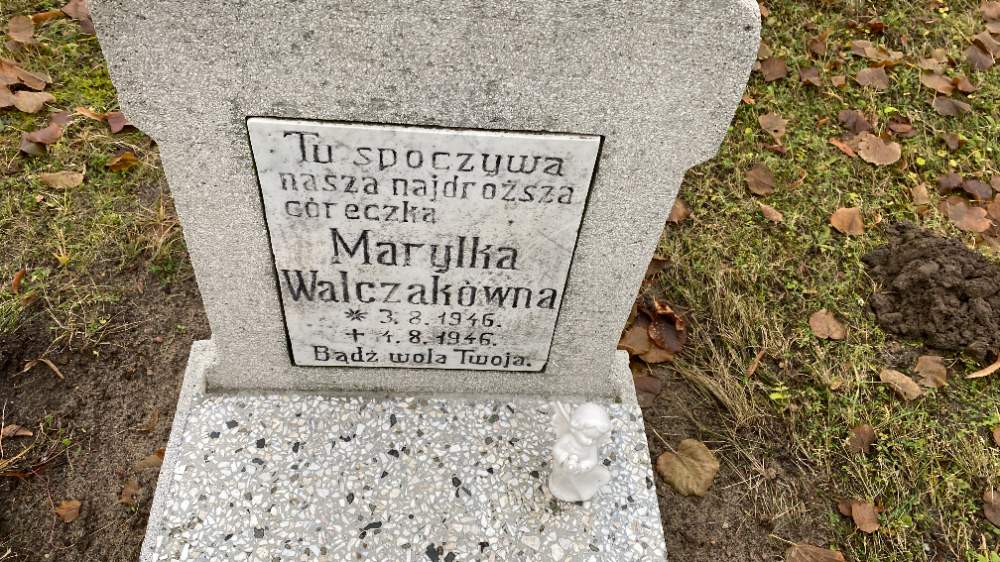 Tu spoczywa
nasza najdroższa
córeczka
Marylka
Walczakówna
* 3. 8. 1946.
+ 4. 8. 1946.
Bądź wola Twoja.